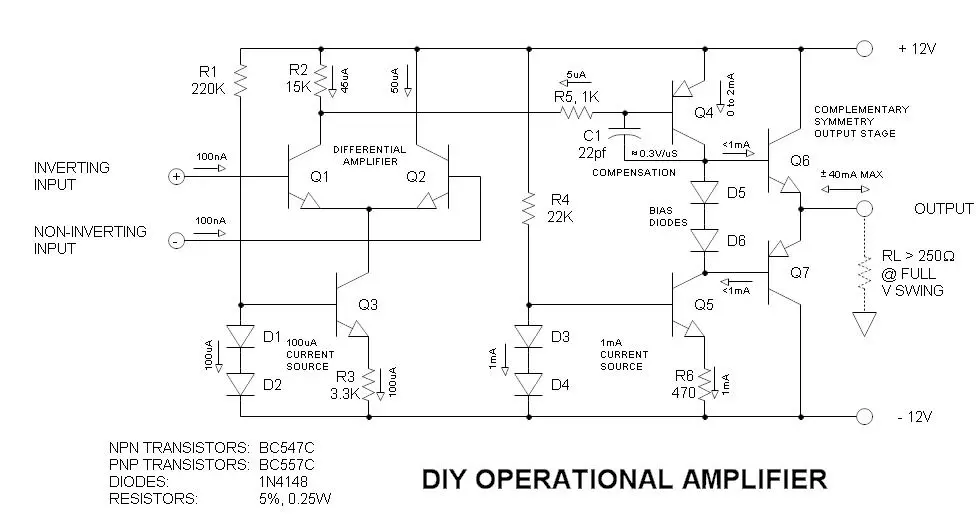 + 12V
R1
220K
R2
15K
45uA
50uA
5uA
R5, 1K
Q4
0 to 2mA
COMPLEMENTARY
SYMMETRY
OUTPUT STAGE
C1
22pf
≈ 0.3V/uS
COMPENSATION
<1mA
DIFFERENTIAL
AMPLIFIER
INVERTING
INPUT
+
100nA
Q1
Q2
Q6
± 40mA MAX
R4
22K
D5
BIAS
DIODES
D6
OUTPUT
NON-INVERTING
INPUT
-
100nA
Q7
RL > 250Ω
@ FULL
V SWING
<1mA
Q3
Q5
D1
100uA
CURRENT
SOURCE
D3
1mA
CURRENT
SOURCE
100uA
D2
R3
3.3K
100uA
1mA
D4
R6
470
1mA
- 12V
NPN TRANSISTORS: BC547C
PNP TRANSISTORS: BC557C
DIODES: 1N4148
RESISTORS: 5%, 0.25W
DIY OPERATIONAL AMPLIFIER